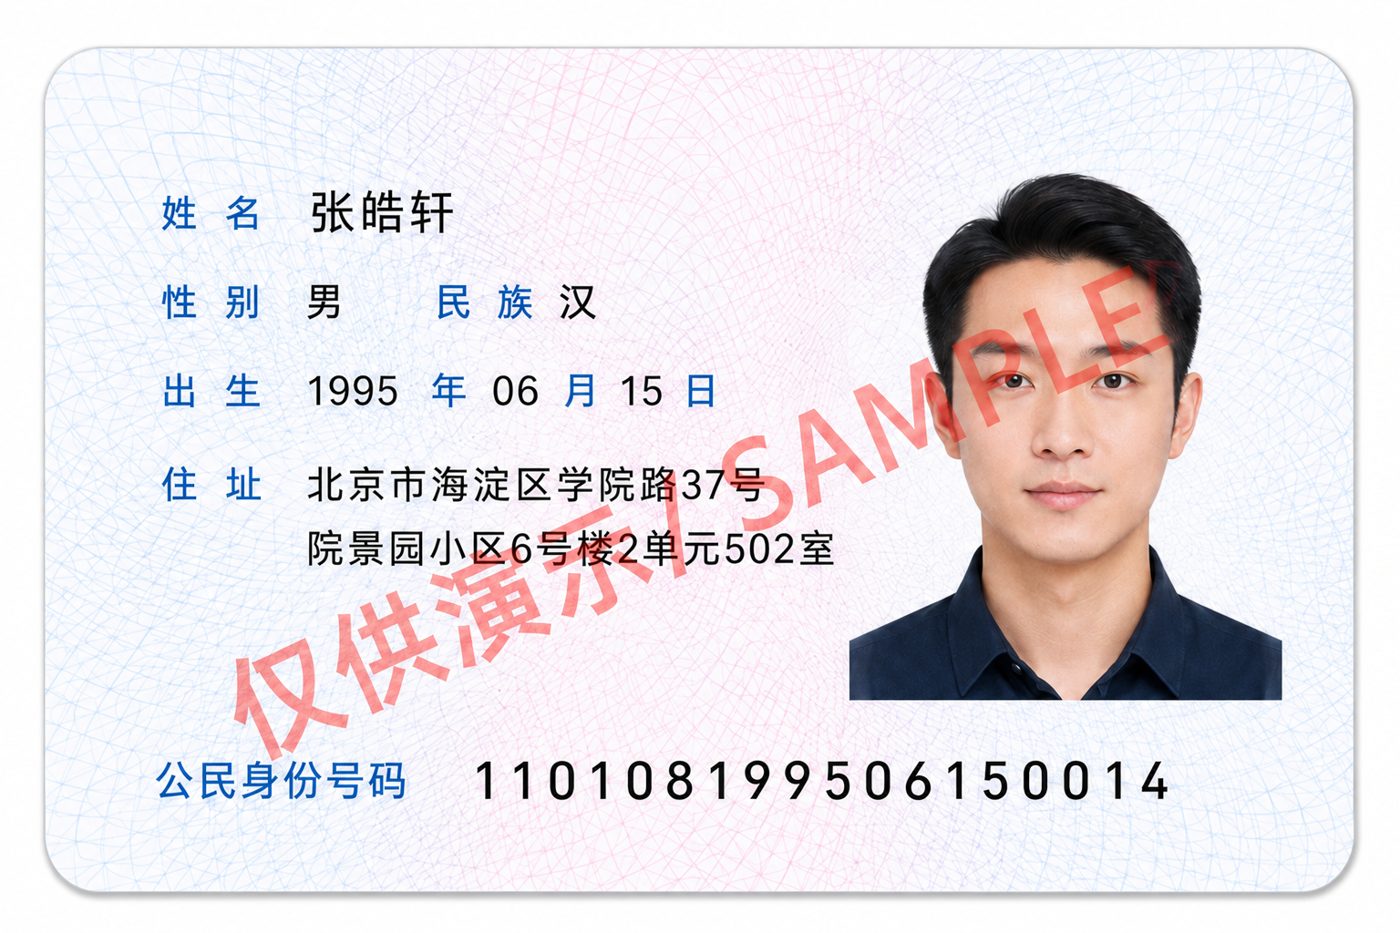 姓名 张皓轩
性别 男 民族 汉
出生 1995 年 06 月 15 日
住址 北京市海淀区学院路37号
院景园小区6号楼2单元502室
仅供演示/ SAMPLE
公民身份号码 110108199506150014